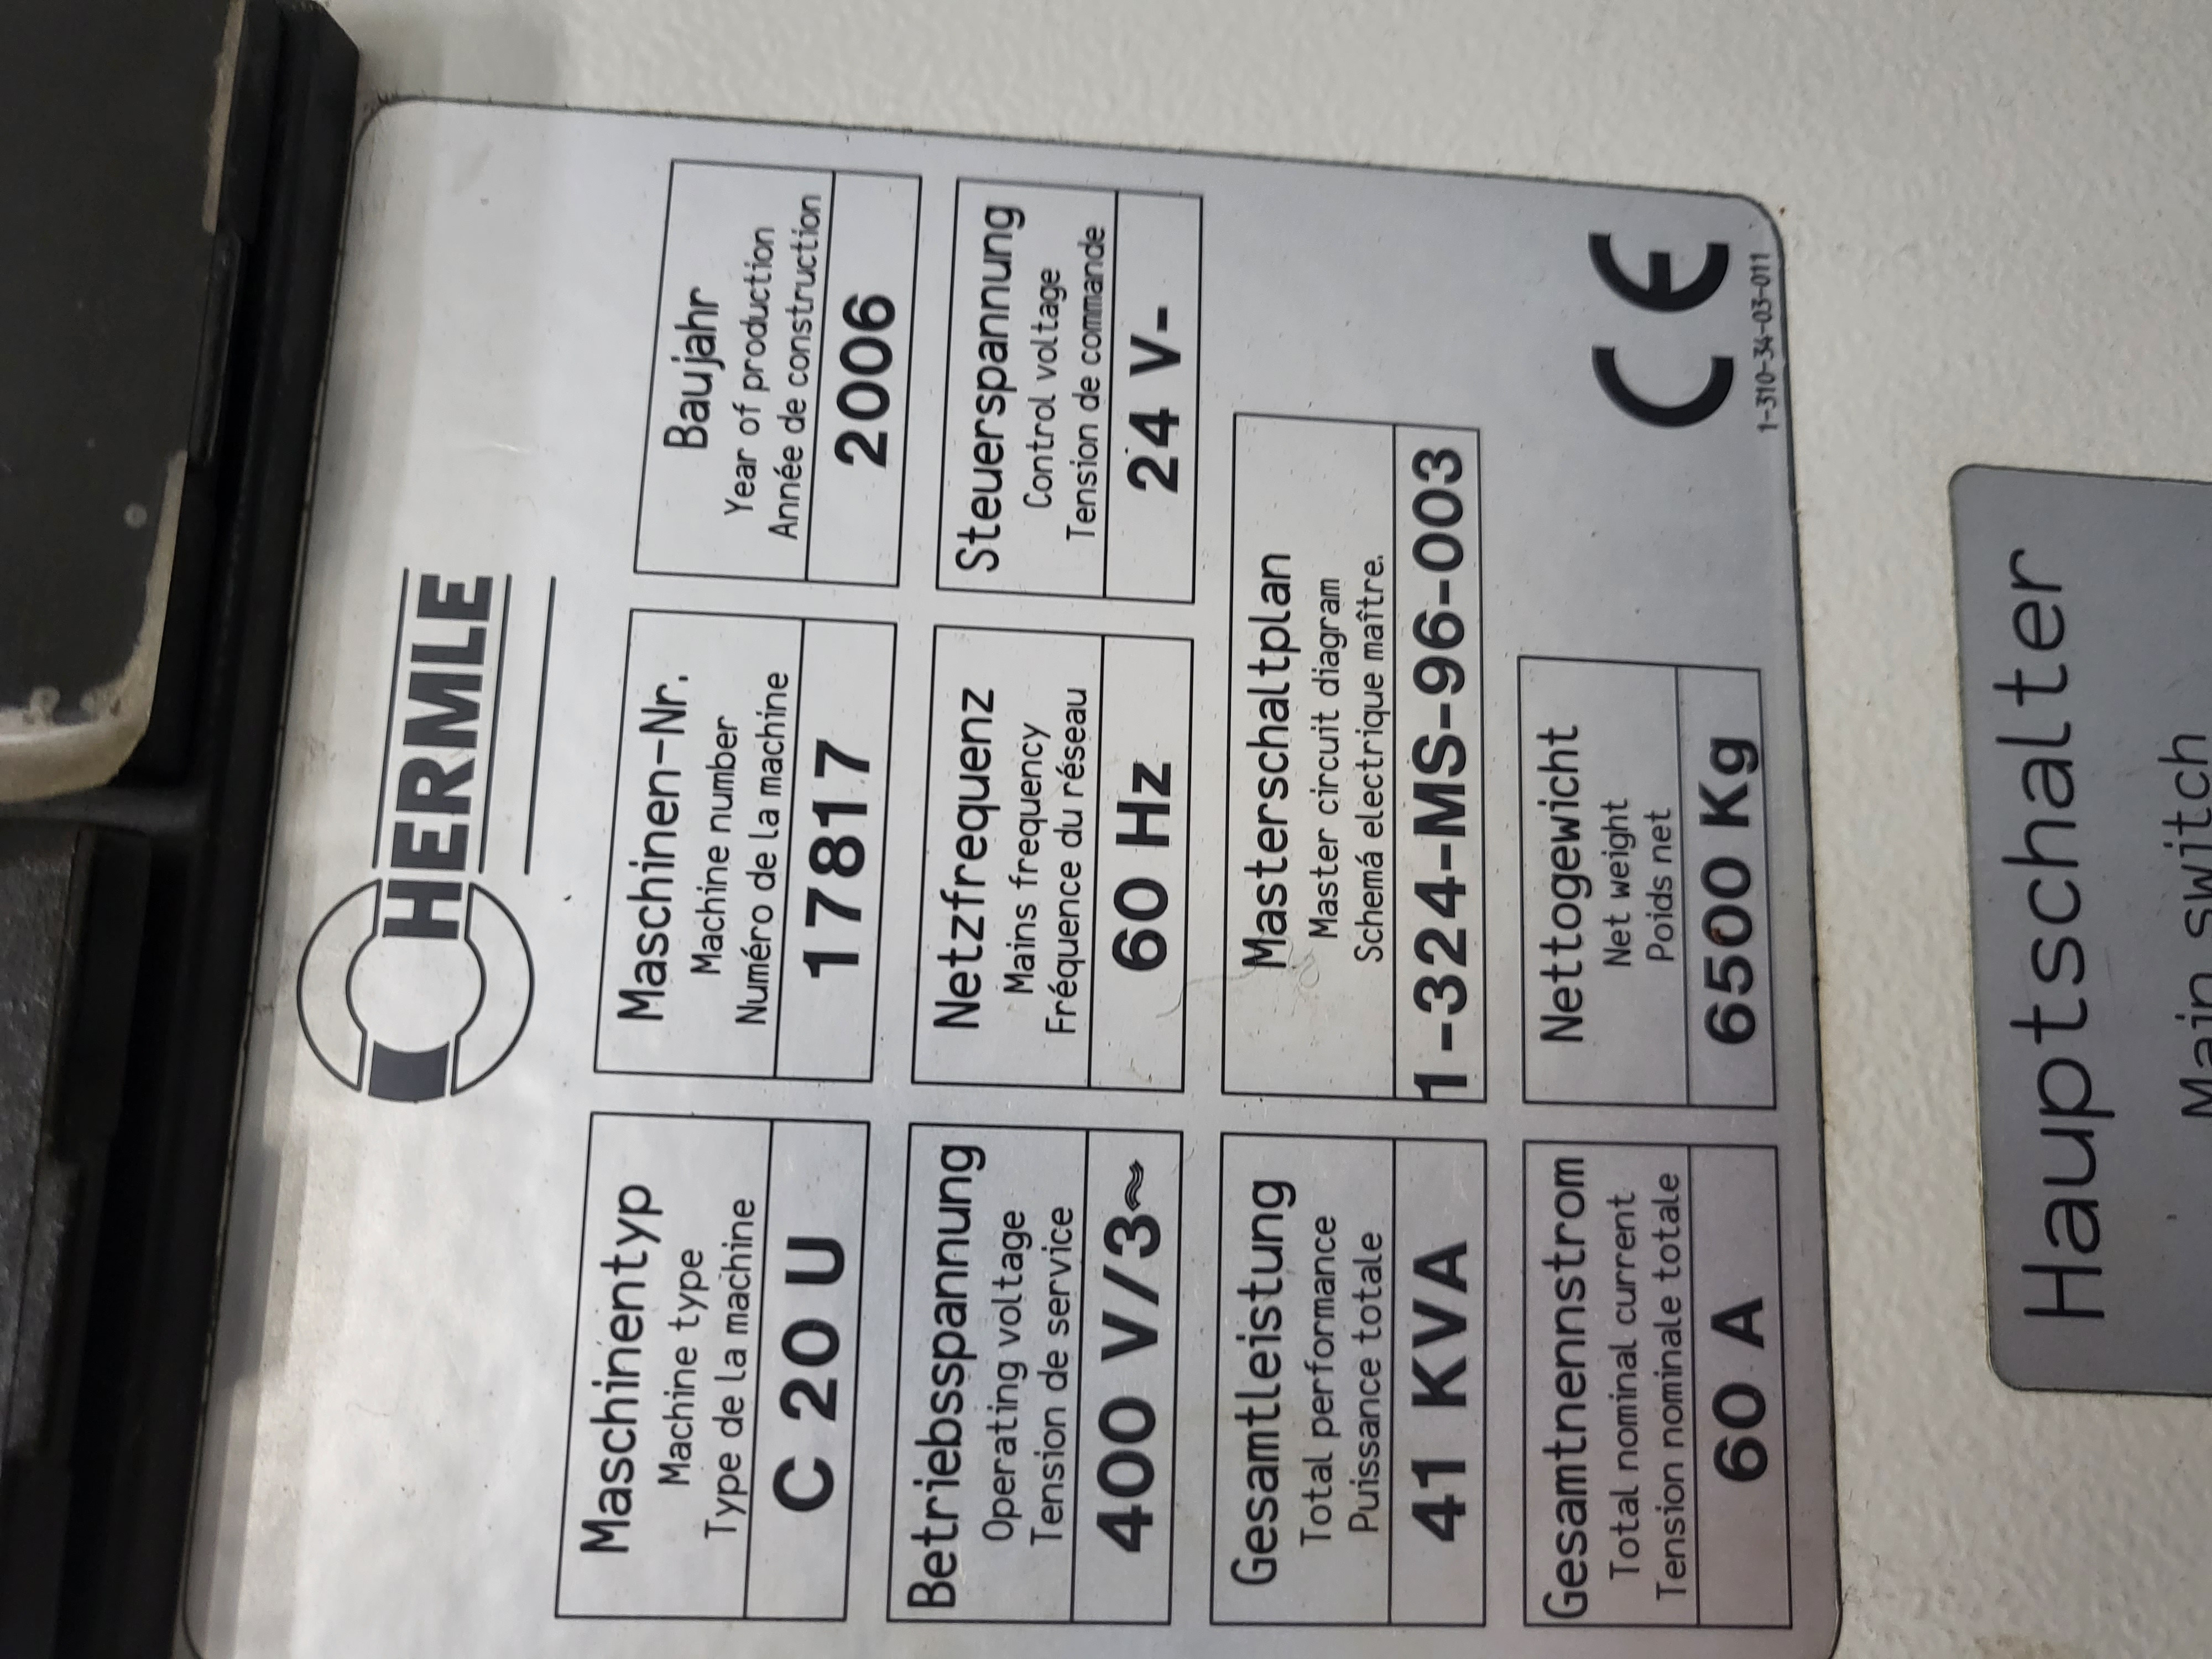 HERMLE
Maschinentyp
Machine type
Type de la machine
C 20 U
Maschinen-Nr.
Machine number
Numéro de la machine
17817
Baujahr
Year of production
Année de construction
2006
Betriebsspannung
Operating voltage
Tension de service
400 V/3≈
Netzfrequenz
Mains frequency
Fréquence du réseau
60 Hz
Steuerspannung
Control voltage
Tension de commande
24 V-
Gesamtleistung
Total performance
Puissance totale
41 KVA
Masterschaltplan
Master circuit diagram
Schemá electrique maître.
1-324-MS-96-003
Gesamtnennstrom
Total nominal current
Tension nominale totale
60 A
Nettogewicht
Net weight
Poids net
6500 Kg
CE
1-310-34-03-011
Hauptschalter
Main switch